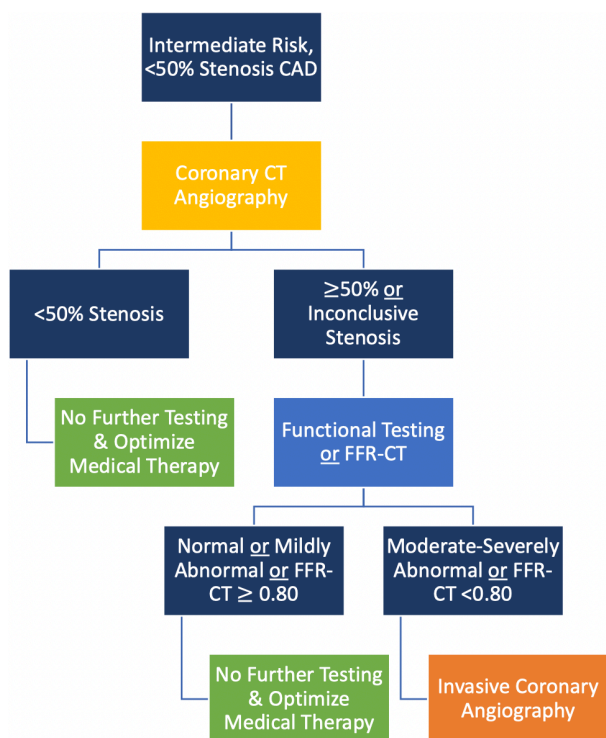 Intermediate Risk,
<50% Stenosis CAD
Coronary CT
Angiography
<50% Stenosis
≥50% or
Inconclusive
Stenosis
No Further Testing
& Optimize
Medical Therapy
Functional Testing
or FFR-CT
Normal or Mildly
Abnormal or FFR-
CT ≥ 0.80
Moderate-Severely
Abnormal or FFR-
CT <0.80
No Further Testing
& Optimize
Medical Therapy
Invasive Coronary
Angiography